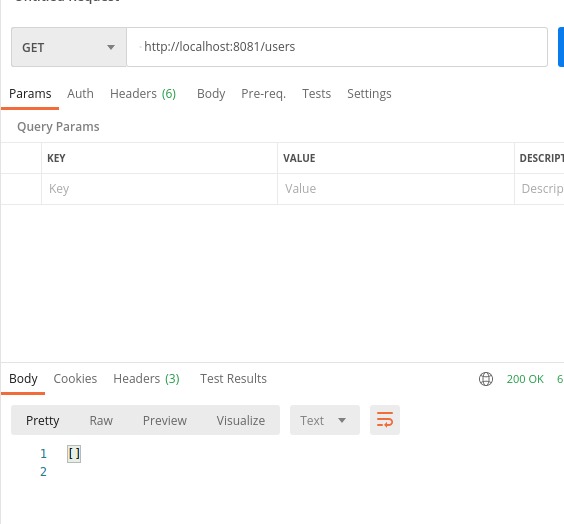 GET http://localhost:8081/users
Params Auth Headers (6) Body Pre-req. Tests Settings
Query Params
KEY VALUE DESCRIPT
Key Value Descrip
Body Cookies Headers (3) Test Results 200 OK 6
Pretty Raw Preview Visualize Text
1 []
2